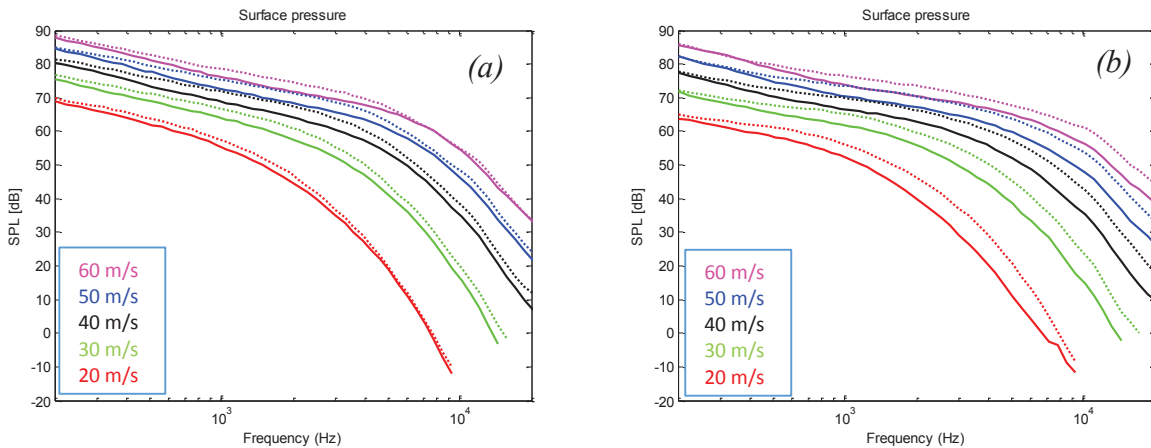 Surface pressure
(a)
SPL [dB]
90
80
70
60
50
40
30
20
10
0
-10
-20
60 m/s
50 m/s
40 m/s
30 m/s
20 m/s
10³
10⁴
Frequency (Hz)
Surface pressure
(b)
SPL [dB]
90
80
70
60
50
40
30
20
10
0
-10
-20
60 m/s
50 m/s
40 m/s
30 m/s
20 m/s
10³
10⁴
Frequency (Hz)